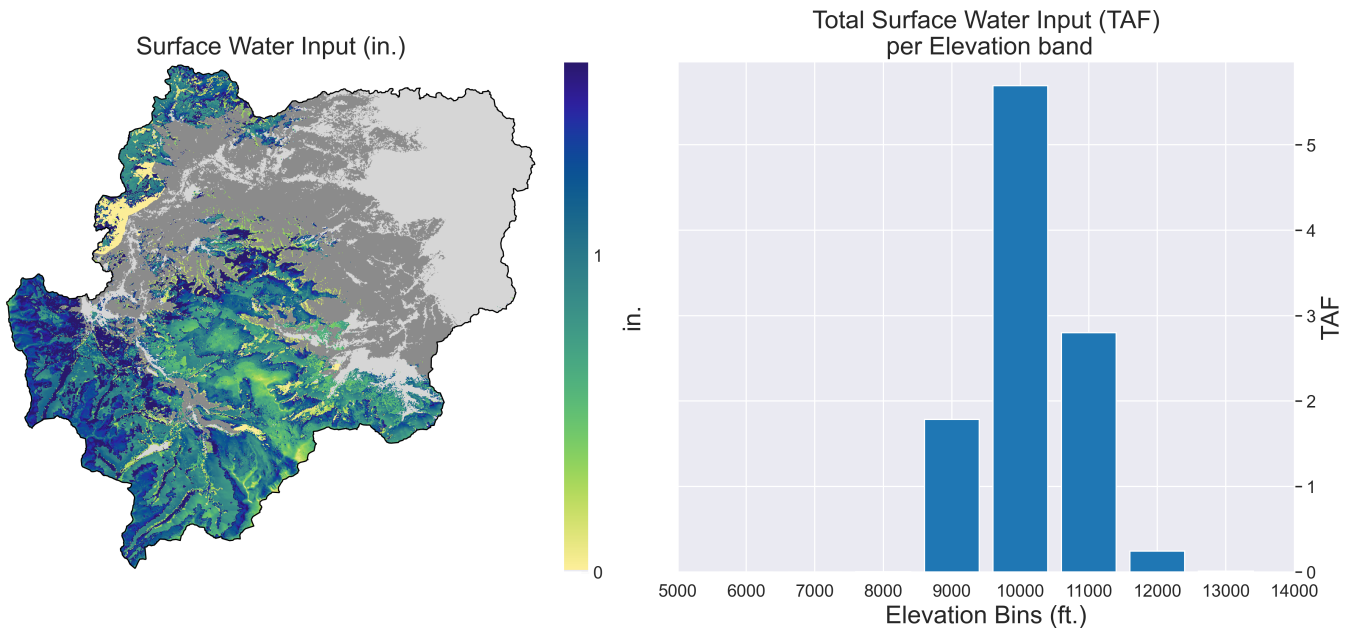 Surface Water Input (in.)
1
0
in.
Total Surface Water Input (TAF)
per Elevation band
5
4
3
2
1
0
TAF
5000 6000 7000 8000 9000 10000 11000 12000 13000 14000
Elevation Bins (ft.)